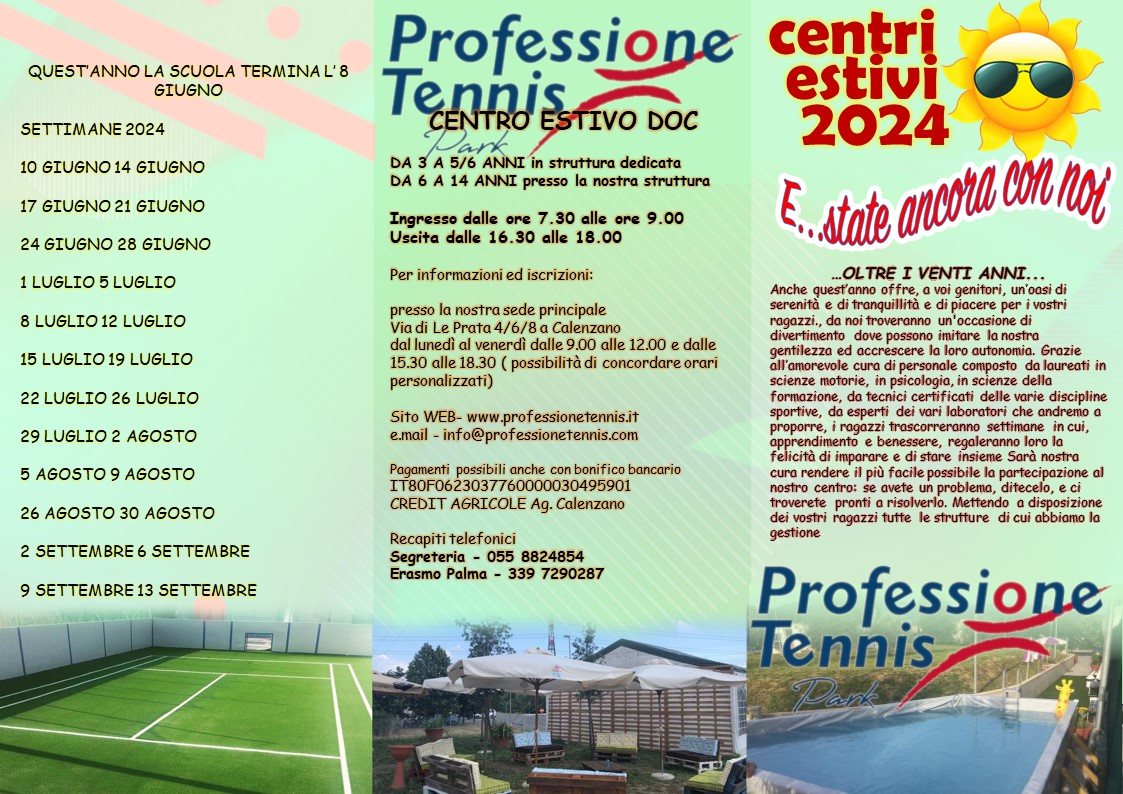 QUEST'ANNO LA SCUOLA TERMINA L' 8
GIUGNO
SETTIMANE 2024
10 GIUGNO 14 GIUGNO
17 GIUGNO 21 GIUGNO
24 GIUGNO 28 GIUGNO
1 LUGLIO 5 LUGLIO
8 LUGLIO 12 LUGLIO
15 LUGLIO 19 LUGLIO
22 LUGLIO 26 LUGLIO
29 LUGLIO 2 AGOSTO
5 AGOSTO 9 AGOSTO
26 AGOSTO 30 AGOSTO
2 SETTEMBRE 6 SETTEMBRE
9 SETTEMBRE 13 SETTEMBRE
Professione
Tennis
Park
CENTRO ESTIVO DOC
DA 3 A 5/6 ANNI in struttura dedicata
DA 6 A 14 ANNI presso la nostra struttura
Ingresso dalle ore 7.30 alle ore 9.00
Uscita dalle 16.30 alle 18.00
Per informazioni ed iscrizioni:
presso la nostra sede principale
Via di Le Prata 4/6/8 a Calenzano
dal lunedì al venerdì dalle 9.00 alle 12.00 e dalle
15.30 alle 18.30 ( possibilità di concordare orari
personalizzati)
Sito WEB- www.professionetennis.it
e.mail - info@professionetennis.com
Pagamenti possibili anche con bonifico bancario
IT80F0623037760000030495901
CREDIT AGRICOLE Ag. Calenzano
Recapiti telefonici
Segreteria - 055 8824854
Erasmo Palma - 339 7290287
centri
estivi
2024
E...state ancora con noi
...OLTRE I VENTI ANNI...
Anche quest'anno offre, a voi genitori, un'oasi di
serenità e di tranquillità e di piacere per i vostri
ragazzi., da noi troveranno un'occasione di
divertimento dove possono imitare la nostra
gentilezza ed accrescere la loro autonomia. Grazie
all'amorevole cura di personale composto da laureati in
scienze motorie, in psicologia, in scienze della
formazione, da tecnici certificati delle varie discipline
sportive, da esperti dei vari laboratori che andremo a
proporre, i ragazzi trascorreranno settimane in cui,
apprendimento e benessere, regaleranno loro la
felicità di imparare e di stare insieme Sarà nostra
cura rendere il più facile possibile la partecipazione al
nostro centro: se avete un problema, ditecelo, e ci
troverete pronti a risolverlo. Mettendo a disposizione
dei vostri ragazzi tutte le strutture di cui abbiamo la
gestione
Professione
Tennis
Park